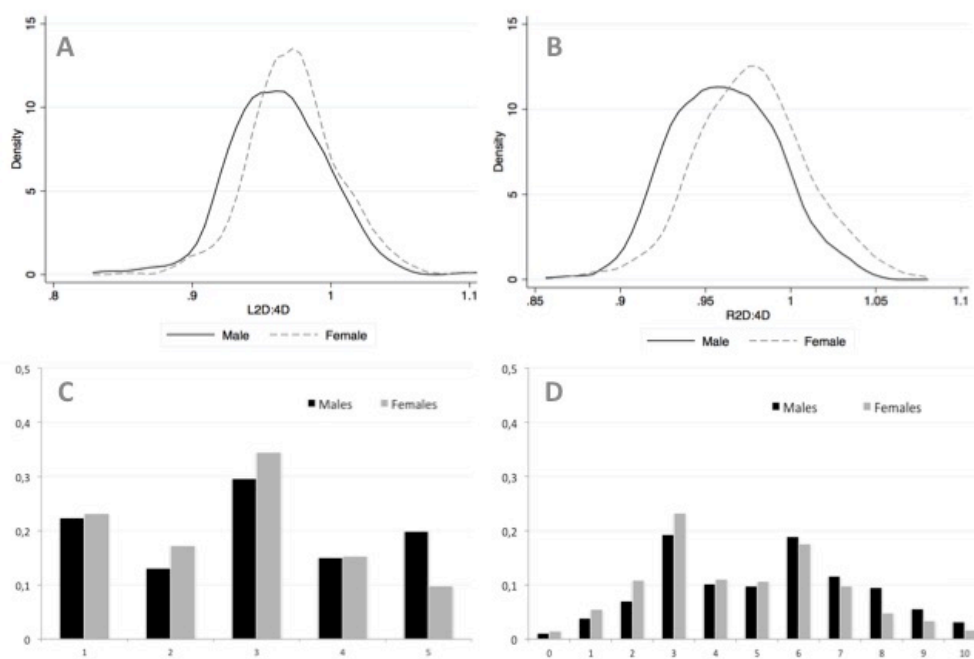 A
15
10
5
0
Density
.8 .9 1 1.1
L2D:4D
Male Female
B
15
10
5
0
Density
.85 .9 .95 1 1.05 1.1
R2D:4D
Male Female
C
0,5
0,4
0,3
0,2
0,1
0
Males Females
1 2 3 4 5
D
0,5
0,4
0,3
0,2
0,1
0
Males Females
0 1 2 3 4 5 6 7 8 9 10